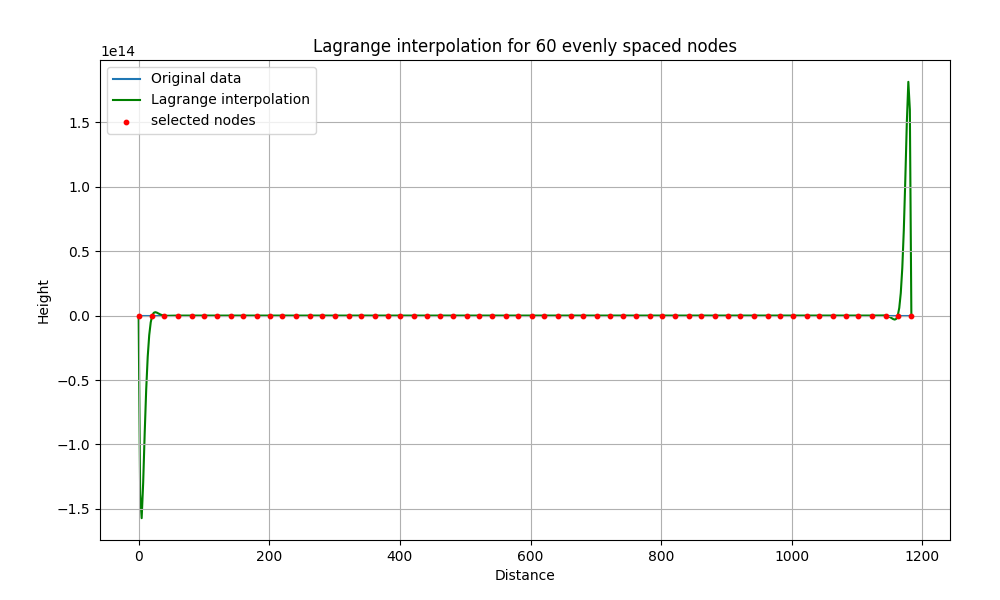 Lagrange interpolation for 60 evenly spaced nodes
1e14
Original data
Lagrange interpolation
selected nodes
1.5
1.0
0.5
0.0
−0.5
−1.0
−1.5
Height
0 200 400 600 800 1000 1200
Distance